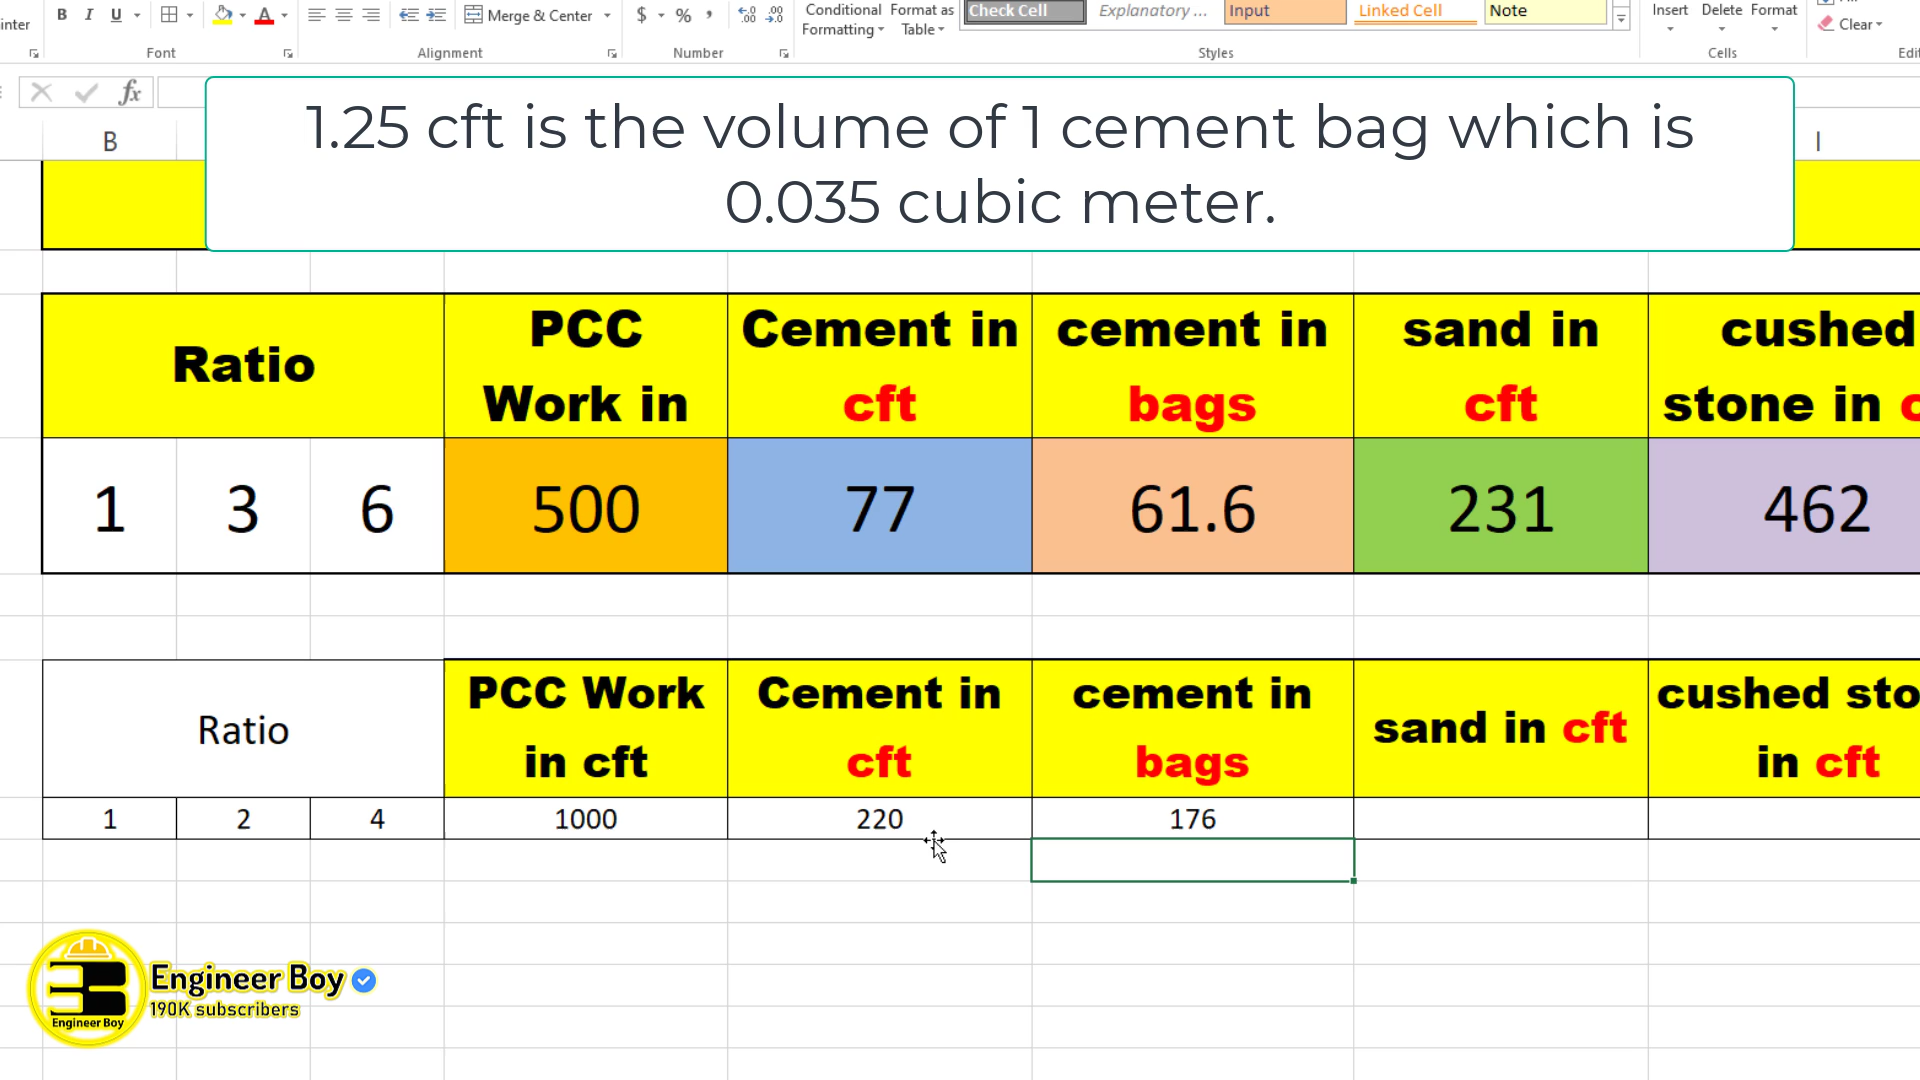 inter
B I U
Merge & Center
$ % ,
Conditional
Formatting
Format as
Table
Check Cell
Explanatory ...
Input
Linked Cell
Note
Insert
Delete
Format
Clear
Font
Alignment
Number
Styles
Cells
Edi
fx
1.25 cft is the volume of 1 cement bag which is
0.035 cubic meter.
B
I
Ratio
PCC
Work in
Cement in
cft
cement in
bags
sand in
cft
cushed
stone in c
1 3 6 500 77 61.6 231 462
Ratio
PCC Work
in cft
Cement in
cft
cement in
bags
sand in cft
cushed sto
in cft
1 2 4 1000 220 176
Engineer Boy
190K subscribers
Engineer Boy